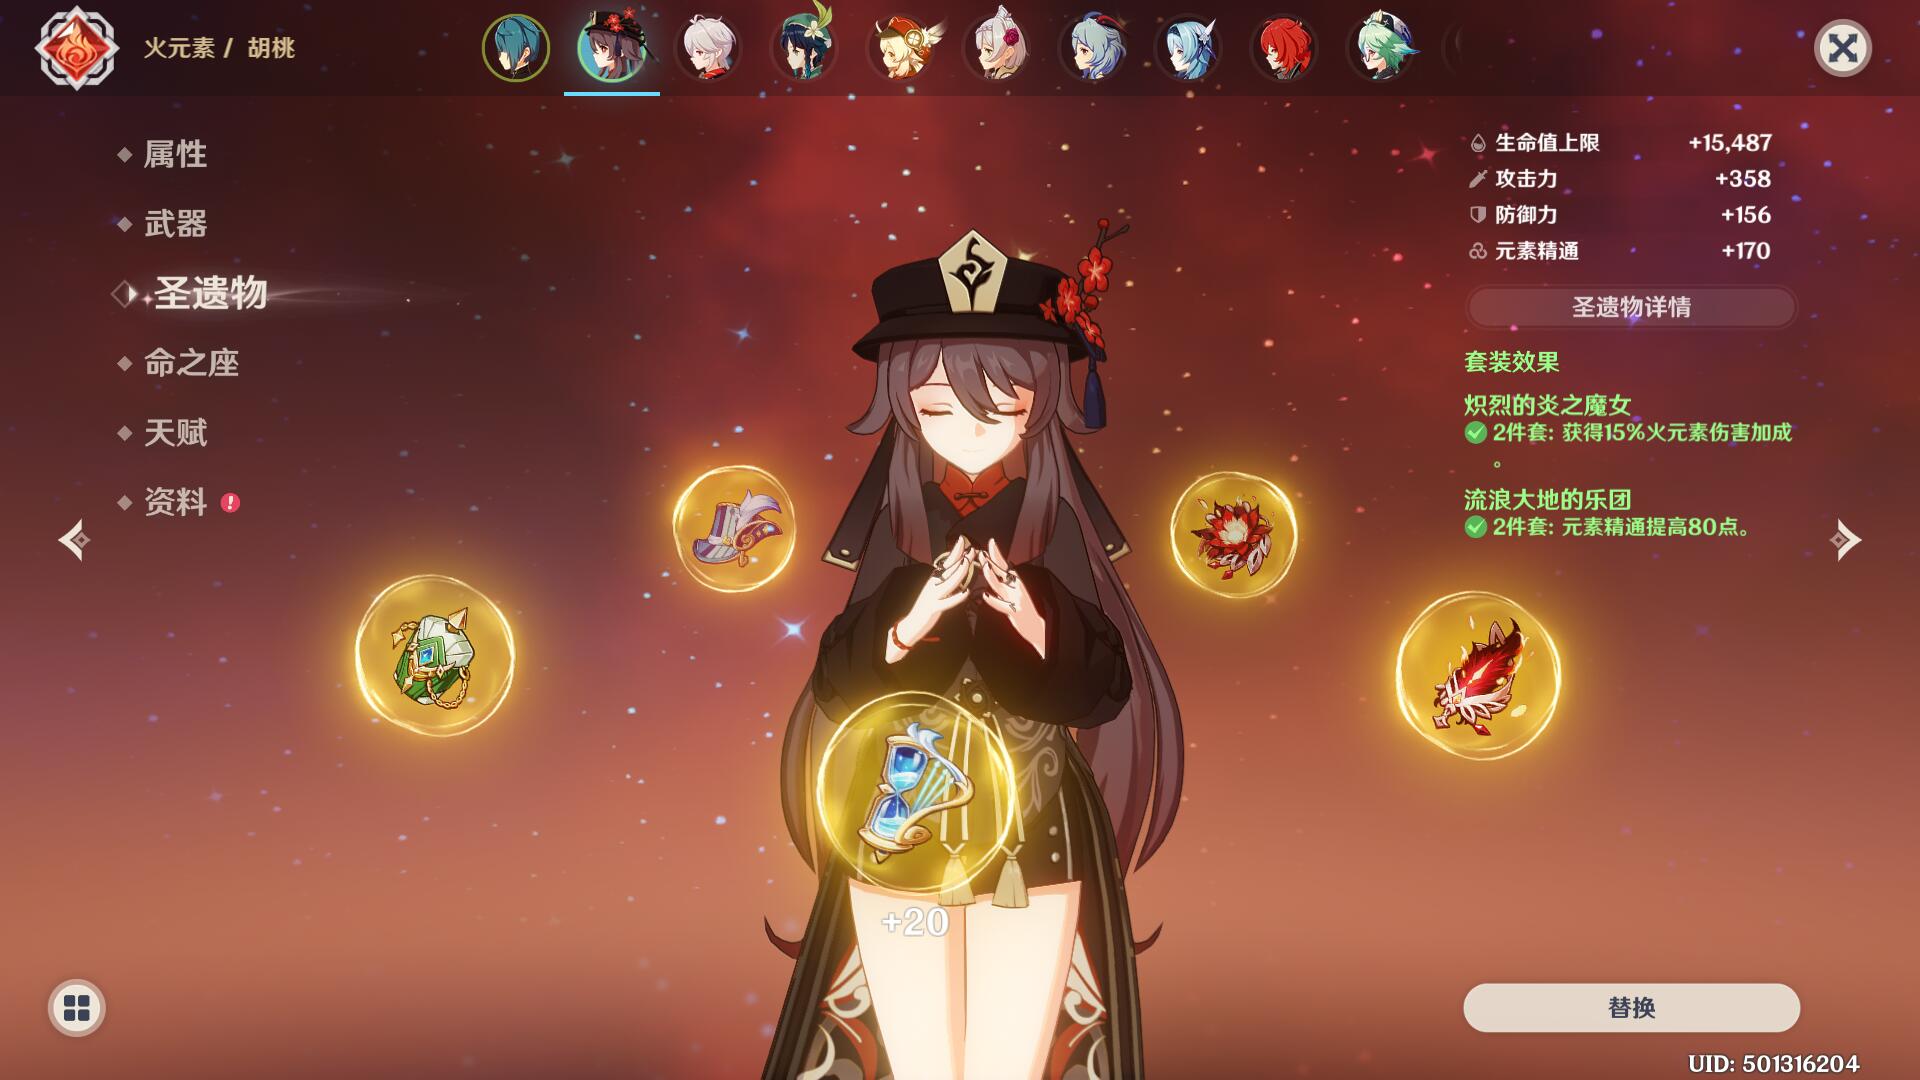 火元素 / 胡桃
属性
武器
圣遗物
命之座
天赋
资料
生命值上限 +15,487
攻击力 +358
防御力 +156
元素精通 +170
圣遗物详情
套装效果
炽烈的炎之魔女
2件套: 获得15%火元素伤害加成
。
流浪大地的乐团
2件套: 元素精通提高80点。
+20
替换
UID: 501316204